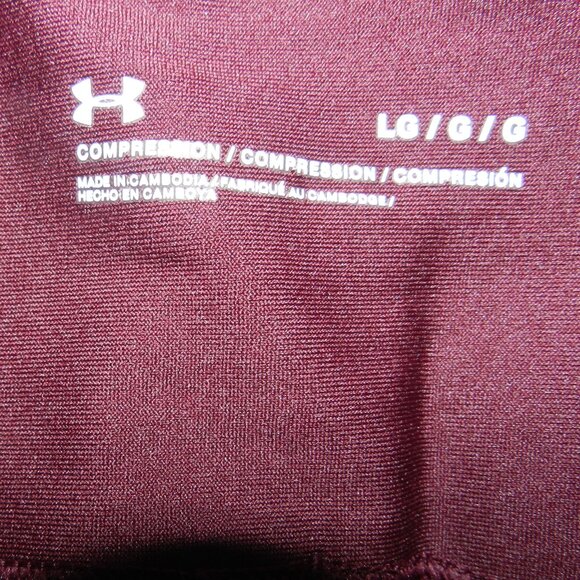 LG / G / G
COMPRESSION / COMPRESSION / COMPRESIÓN
MADE IN CAMBODIA / FABRIQUÉ AU CAMBODGE /
HECHO EN CAMBOYA